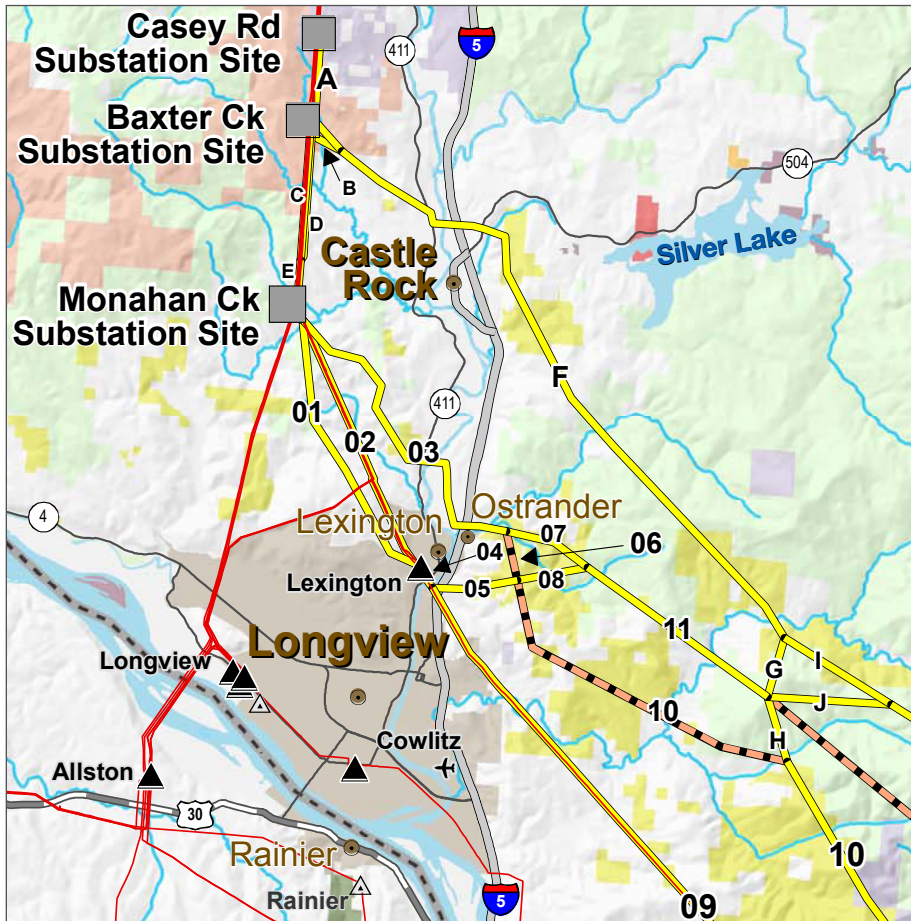 Casey Rd
Substation Site
411
5
A
Baxter Ck
Substation Site
504
B
C
D
Silver Lake
Castle
Rock
E
Monahan Ck
Substation Site
F
01
411
02
03
Ostrander
4
Lexington
07
06
04
Lexington
05
08
Longview
11
I
Longview
G
J
10
H
Cowlitz
Allston
30
10
Rainier
Rainier
5
09